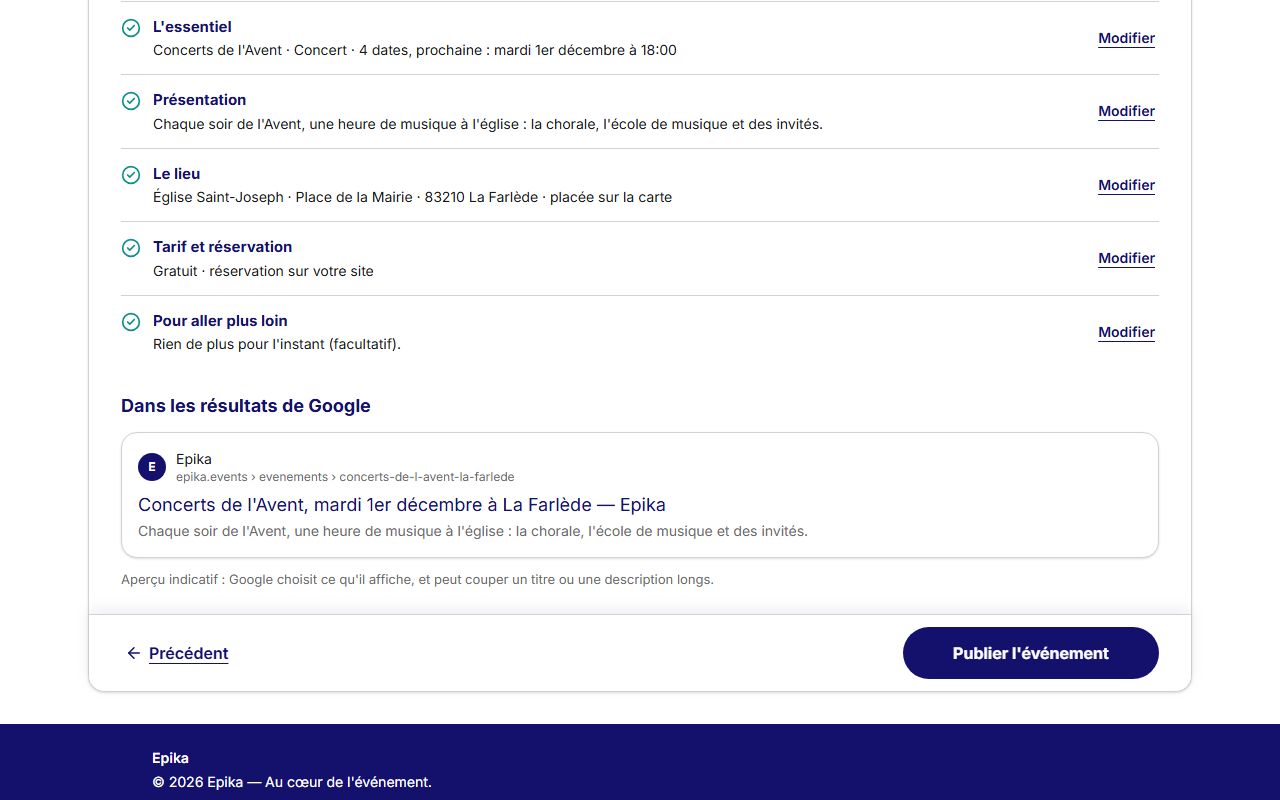 L'essentiel
Concerts de l'Avent · Concert · 4 dates, prochaine : mardi 1er décembre à 18:00
Modifier
Présentation
Chaque soir de l'Avent, une heure de musique à l'église : la chorale, l'école de musique et des invités.
Modifier
Le lieu
Église Saint-Joseph · Place de la Mairie · 83210 La Farlède · placée sur la carte
Modifier
Tarif et réservation
Gratuit · réservation sur votre site
Modifier
Pour aller plus loin
Rien de plus pour l'instant (facultatif).
Modifier
Dans les résultats de Google
E
Epika
epika.events › evenements › concerts-de-l-avent-la-farlede
Concerts de l'Avent, mardi 1er décembre à La Farlède — Epika
Chaque soir de l'Avent, une heure de musique à l'église : la chorale, l'école de musique et des invités.
Aperçu indicatif : Google choisit ce qu'il affiche, et peut couper un titre ou une description longs.
← Précédent
Publier l'événement
Epika
© 2026 Epika — Au cœur de l'événement.